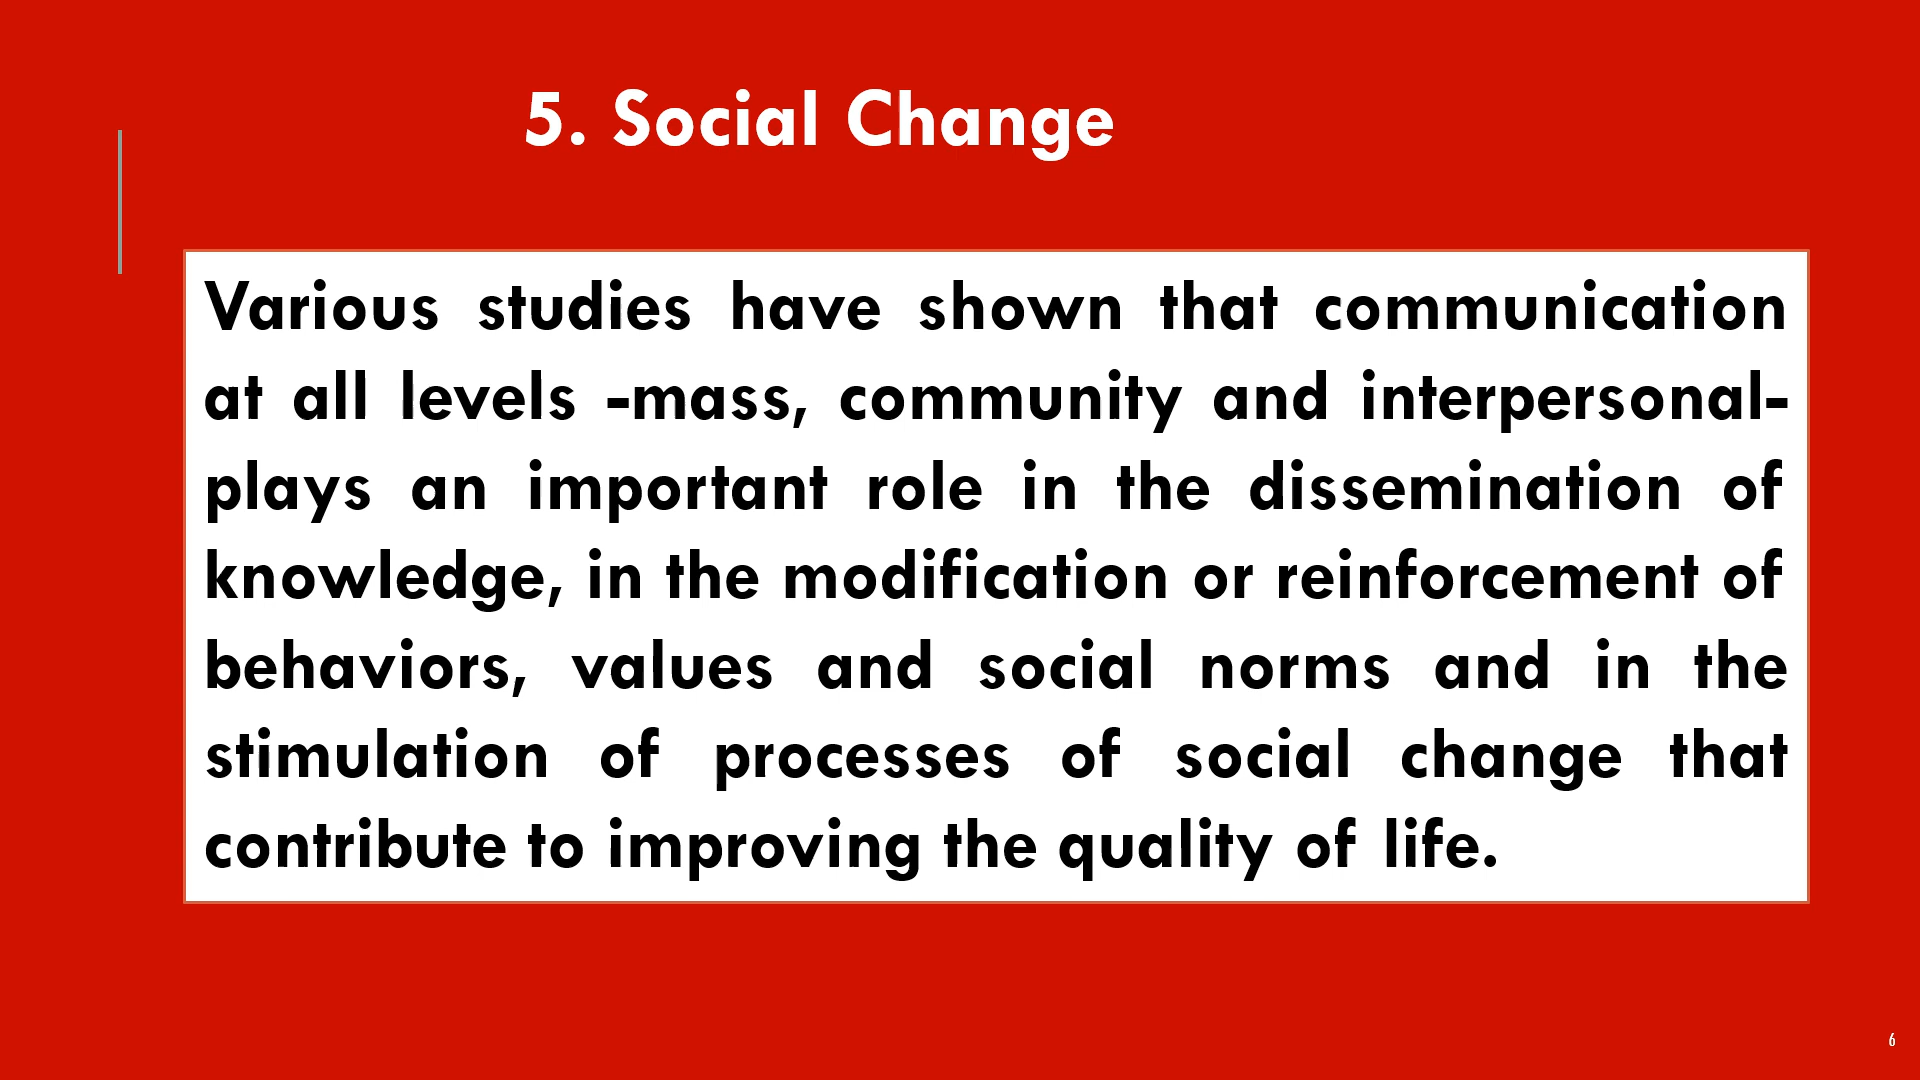 5. Social Change
Various studies have shown that communication
at all levels -mass, community and interpersonal-
plays an important role in the dissemination of
knowledge, in the modification or reinforcement of
behaviors, values and social norms and in the
stimulation of processes of social change that
contribute to improving the quality of life.
6